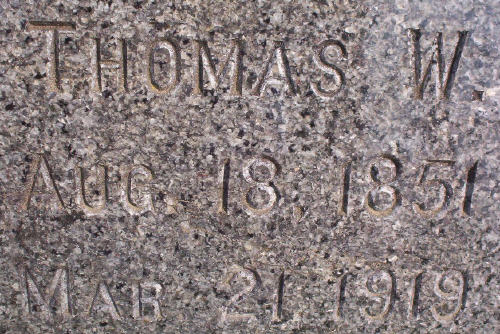 THOMAS W.
AUG. 18, 1851
MAR. 21, 1919